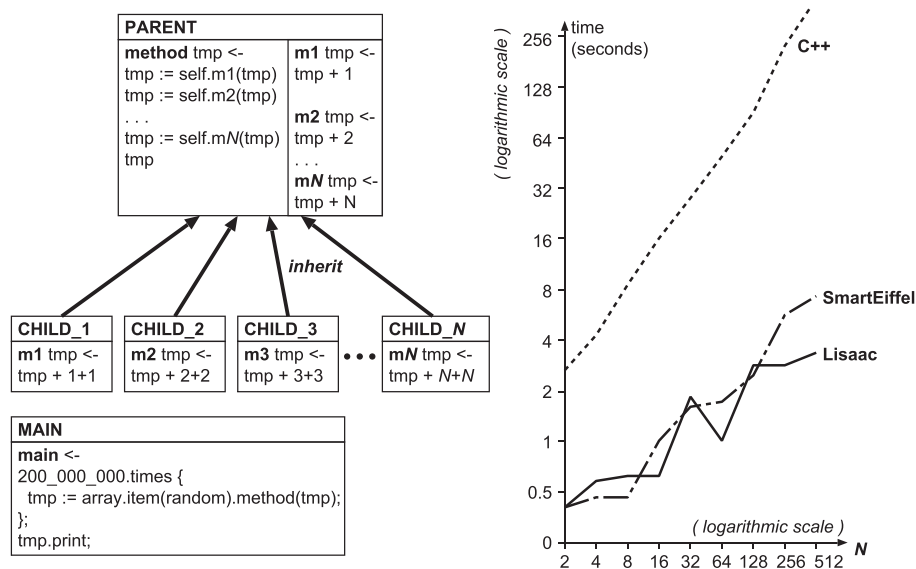 PARENT
method tmp <-
tmp := self.m1(tmp)
tmp := self.m2(tmp)
. . .
tmp := self.mN(tmp)
tmp
m1 tmp <-
tmp + 1
m2 tmp <-
tmp + 2
. . .
mN tmp <-
tmp + N
inherit
CHILD_1
m1 tmp <-
tmp + 1+1
CHILD_2
m2 tmp <-
tmp + 2+2
CHILD_3
m3 tmp <-
tmp + 3+3
CHILD_N
mN tmp <-
tmp + N+N
MAIN
main <-
200_000_000.times {
tmp := array.item(random).method(tmp);
};
tmp.print;
time
(seconds)
( logarithmic scale )
256
128
64
32
16
8
4
2
1
0.5
0
C++
SmartEiffel
Lisaac
( logarithmic scale )
N
2 4 8 16 32 64 128 256 512